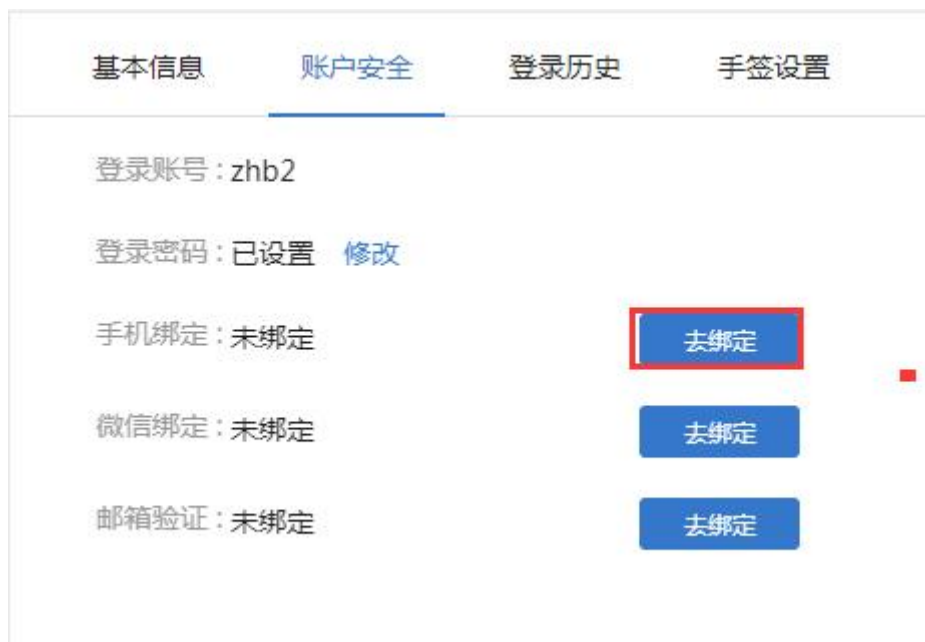 基本信息 账户安全 登录历史 手签设置
登录账号：zhb2
登录密码：已设置 修改
手机绑定：未绑定 去绑定
微信绑定：未绑定 去绑定
邮箱验证：未绑定 去绑定